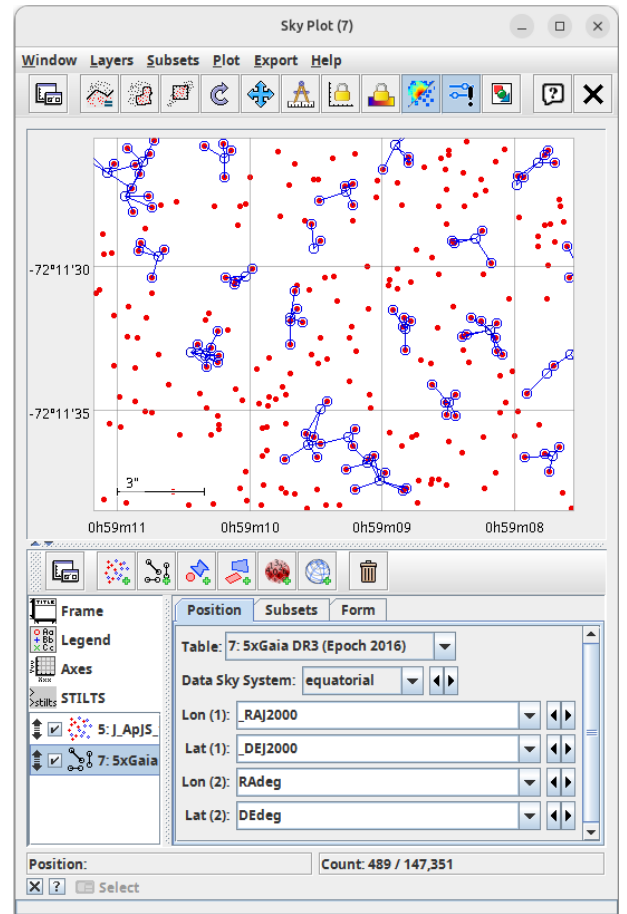 Sky Plot (7)
Window Layers Subsets Plot Export Help
-72°11'30
-72°11'35
3"
0h59m11 0h59m10 0h59m09 0h59m08
Frame
Legend
Axes
STILTS
5: J_ApJS_
7: 5xGaia
Position Subsets Form
Table: 7: 5xGaia DR3 (Epoch 2016)
Data Sky System: equatorial
Lon (1): _RAJ2000
Lat (1): _DEJ2000
Lon (2): RAdeg
Lat (2): DEdeg
Position: Count: 489 / 147,351
Select